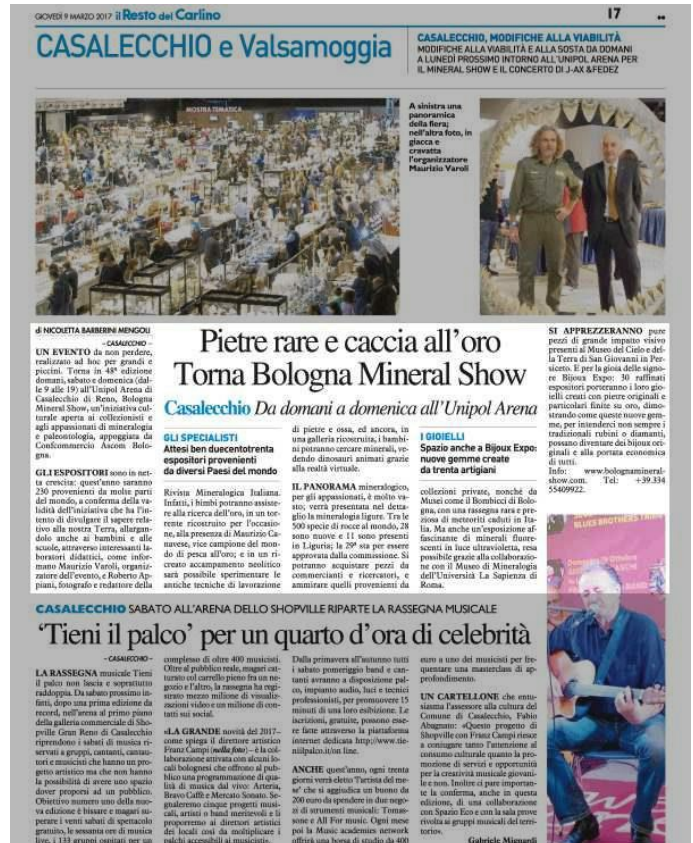 GIOVEDÌ 9 MARZO 2017 il Resto del Carlino
17
CASALECCHIO e Valsamoggia
CASALECCHIO, MODIFICHE ALLA VIABILITÀ
MODIFICHE ALLA VIABILITÀ E ALLA SOSTA DA DOMANI
A LUNEDÌ PROSSIMO INTORNO ALL'UNIPOL ARENA PER
IL MINERAL SHOW E IL CONCERTO DI J-AX &FEDEZ
MOSTRA TEMATICA
A sinistra una
panoramica
della fiera;
nell'altra foto, in
giacca e
cravatta
l'organizzatore
Maurizio Varoli
di NICOLETTA BARBERINI MENGOLI
– CASALECCHIO –
UN EVENTO da non perdere,
realizzato ad hoc per grandi e
piccini. Torna in 48ª edizione
domani, sabato e domenica (dal-
le 9 alle 19) all'Unipol Arena di
Casalecchio di Reno, Bologna
Mineral Show, un'iniziativa cul-
turale aperta ai collezionisti e
agli appassionati di mineralogia
e paleontologia, appoggiata da
Confcommercio Ascom Bolo-
gna.
GLI ESPOSITORI sono in net-
ta crescita: quest'anno saranno
230 provenienti da molte parti
del mondo, a conferma della va-
lidità dell'iniziativa che ha l'in-
tento di divulgare il sapere rela-
tivo alla nostra Terra, allargan-
dolo anche ai bambini e alle
scuole, attraverso interessanti la-
boratori didattici, come infor-
mano Maurizio Varoli, organiz-
zatore dell'evento, e Roberto Ap-
piani, fotografo e redattore della
Pietre rare e caccia all'oro
Torna Bologna Mineral Show
Casalecchio Da domani a domenica all'Unipol Arena
GLI SPECIALISTI
Attesi ben duecentotrenta
espositori provenienti
da diversi Paesi del mondo
Rivista Mineralogica Italiana.
Infatti, i bimbi potranno assiste-
re alla ricerca dell'oro, in un tor-
rente ricostruito per l'occasio-
ne, alla presenza di Maurizio Ca-
navese, vice campione del mon-
do di pesca all'oro; e in un ri-
creato accampamento neolitico
sarà possibile sperimentare le
antiche tecniche di lavorazione
di pietre e ossa, ed ancora, in
una galleria ricostruita, i bambi-
ni potranno cercare minerali, ve-
dendo dinosauri animati grazie
alla realtà virtuale.
IL PANORAMA mineralogico,
per gli appassionati, è molto va-
sto; verrà presentata nel detta-
glio la mineralogia ligure. Tra le
500 specie di rocce al mondo, 28
sono nuove e 11 sono presenti
in Liguria; la 29ª sta per essere
approvata dalla commissione. Si
potranno acquistare pezzi da
commercianti e ricercatori, e
ammirare quelli provenienti da
I GIOIELLI
Spazio anche a Bijoux Expo:
nuove gemme create
da trenta artigiani
collezioni private, nonché da
Musei come il Bombicci di Bolo-
gna, con una rassegna rara e pre-
ziosa di meteoriti caduti in Ita-
lia. Ma anche un'esposizione af-
fascinante di minerali fluore-
scenti in luce ultravioletta, resa
possibile grazie alla collaborazio-
ne con il Museo di Mineralogia
dell'Università La Sapienza di
Roma.
SI APPREZZERANNO pure
pezzi di grande impatto visivo
presenti al Museo del Cielo e del-
la Terra di San Giovanni in Per-
siceto. E per la gioia delle signo-
re Bijoux Expo: 30 raffinati
espositori porteranno i loro gio-
ielli creati con pietre originali e
particolari finite su oro, dimo-
strando come queste nuove gem-
me, per intenderci non sempre i
tradizionali rubini o diamanti,
possano diventare dei bijoux ori-
ginali e alla portata economica
di tutti.
Info: www.bolognamineral-
show.com. Tel: +39.334
55409922.
BLUES BROTHERS
CASALECCHIO SABATO ALL'ARENA DELLO SHOPVILLE RIPARTE LA RASSEGNA MUSICALE
'Tieni il palco' per un quarto d'ora di celebrità
– CASALECCHIO –
LA RASSEGNA musicale Tieni
il palco non lascia e soprattutto
raddoppia. Da sabato prossimo in-
fatti, dopo una prima edizione da
record, nell'arena al primo piano
della galleria commerciale di Sho-
pville Gran Reno di Casalecchio
riprendono i sabati di musica ri-
servati a gruppi, cantanti, cantau-
tori e musicisti che hanno un pro-
getto artistico ma che non hanno
la possibilità di avere uno spazio
dover proporsi ad un pubblico.
Obiettivo numero uno della nuo-
va edizione è bissare e magari su-
perare i venti sabati di spettacolo
gratuito, le sessanta ore di musica
live, i 133 gruppi ospitati per un
complesso di oltre 400 musicisti.
Oltre al pubblico reale, magari cat-
turato col carrello pieno fra un ne-
gozio e l'altro, la rassegna ha regi-
strato mezzo milione di visualiz-
zazioni video e un milione di con-
tatti sui social.
«LA GRANDE novità del 2017–
come spiega il direttore artistico
Franz Campi (nella foto) – è la col-
laborazione attivata con alcuni lo-
cali bolognesi che offrono al pub-
blico una programmazione di qua-
lità di musica dal vivo: Arteria,
Bravo Caffè e Mercato Sonato. Se-
gnaleremo cinque progetti musi-
cali, artisti o band meritevoli e li
proporremo ai direttori artistici
dei locali così da moltiplicare i
palchi accessibili ai musicisti».
Dalla primavera all'autunno tutti
i sabato pomeriggio band e can-
tanti avranno a disposizione pal-
co, impianto audio, luci e tecnici
professionali, per promuovere 15
minuti di una loro esibizione. Le
iscrizioni, gratuite, possono esse-
re fatte attraverso la piattaforma
internet dedicata http://www.tie-
niilpalco.it/on line.
ANCHE quest'anno, ogni trenta
giorni verrà eletto 'l'artista del me-
se' che si aggiudica un buono da
200 euro da spendere in due nego-
zi di strumenti musicali: Tomas-
sone e All For Music. Ogni mese
poi la Music academies network
offrirà una borsa di studio da 400
euro a uno dei musicisti per fre-
quentare una masterclass di ap-
profondimento.
UN CARTELLONE che entu-
siasma l'assessore alla cultura del
Comune di Casalecchio, Fabio
Abagnato: «Questo progetto di
Shopville con Franz Campi riesce
a coniugare tanto l'attenzione al
consumo culturale quanto la pro-
mozione di servizi e opportunità
per la creatività musicale giovani-
le e non. Inoltre ci pare importan-
te la conferma, anche in questa
edizione, di una collaborazione
con Spazio Eco e con la sala prove
rivolta ai gruppi musicali del terri-
torio».
Gabriele Mignardi